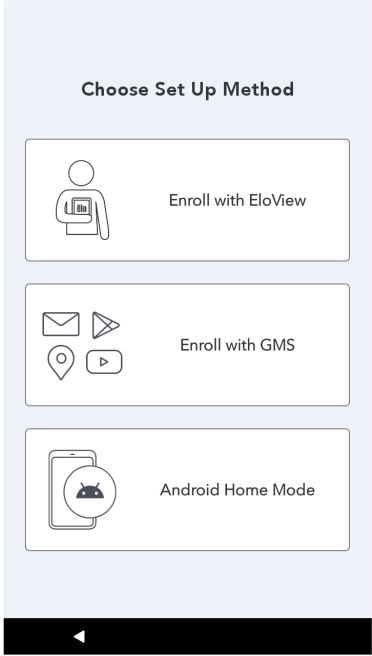 Choose Set Up Method
Elo
Enroll with EloView
Enroll with GMS
Android Home Mode